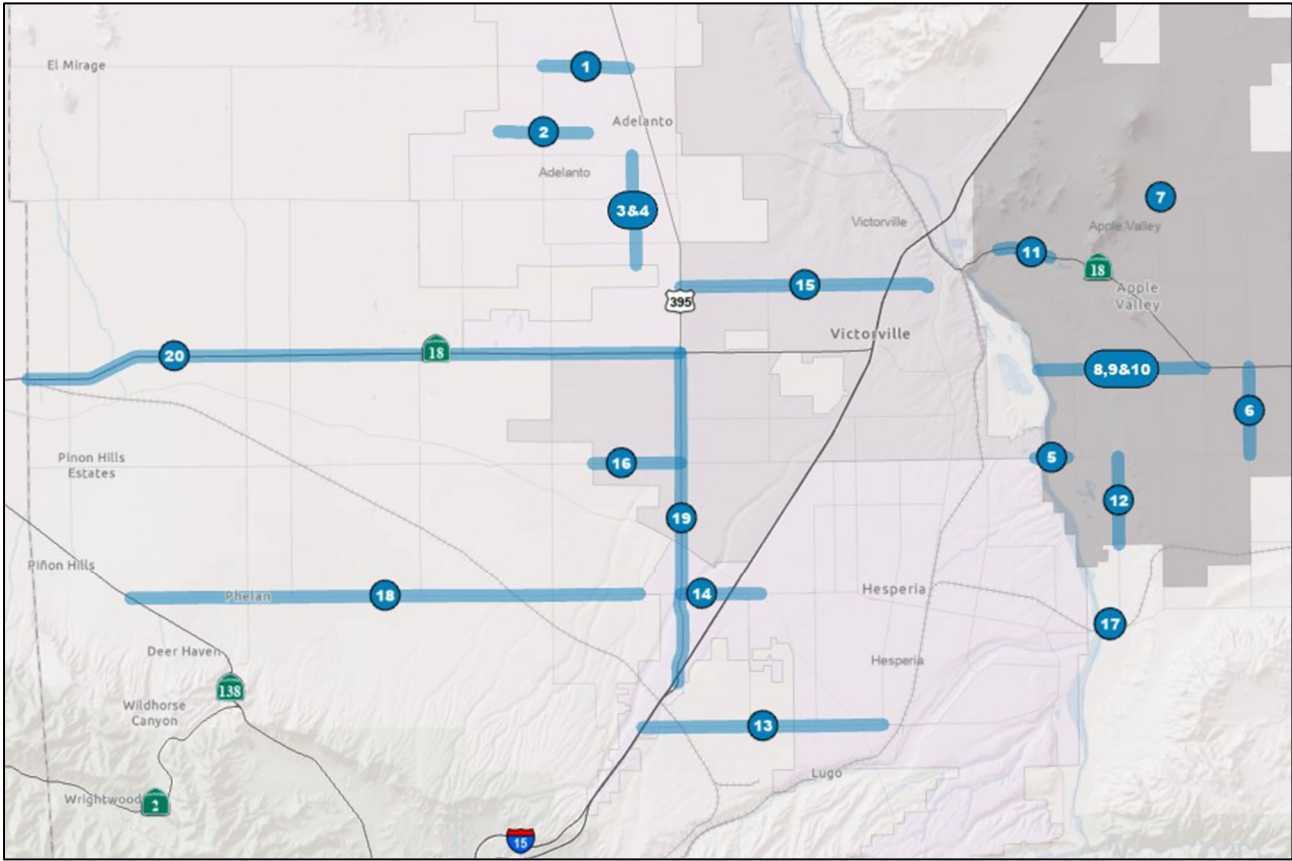 El Mirage
1
Adelanto
2
Adelanto
3&4
7
Victorville
Apple Valley
11
18
Apple
Valley
15
395
Victorville
20
18
8,9&10
6
Pinon Hills
Estates
16
5
12
19
Piñon Hills
18
Phelan
14
Hesperia
17
Deer Haven
Hesperia
138
Wildhorse
Canyon
13
Lugo
Wrightwood
2
15